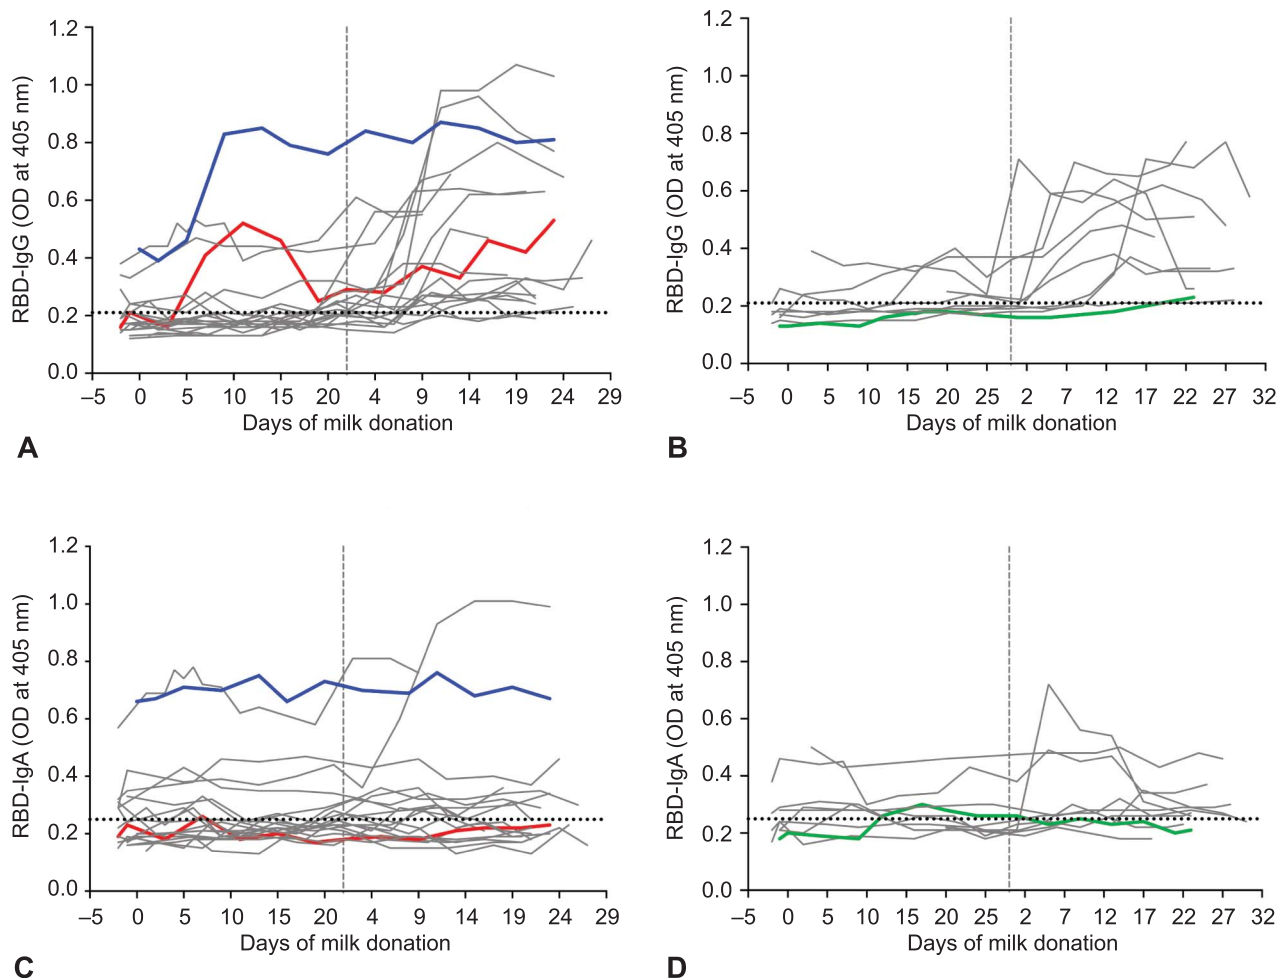 RBD-IgG (OD at 405 nm)
1.2
1.0
0.8
0.6
0.4
0.2
0.0
–5 0 5 10 15 20 4 9 14 19 24 29
Days of milk donation
A
RBD-IgG (OD at 405 nm)
1.2
1.0
0.8
0.6
0.4
0.2
0.0
–5 0 5 10 15 20 25 2 7 12 17 22 27 32
Days of milk donation
B
RBD-IgA (OD at 405 nm)
1.2
1.0
0.8
0.6
0.4
0.2
0.0
–5 0 5 10 15 20 4 9 14 19 24 29
Days of milk donation
C
RBD-IgA (OD at 405 nm)
1.2
1.0
0.8
0.6
0.4
0.2
0.0
–5 0 5 10 15 20 25 2 7 12 17 22 27 32
Days of milk donation
D